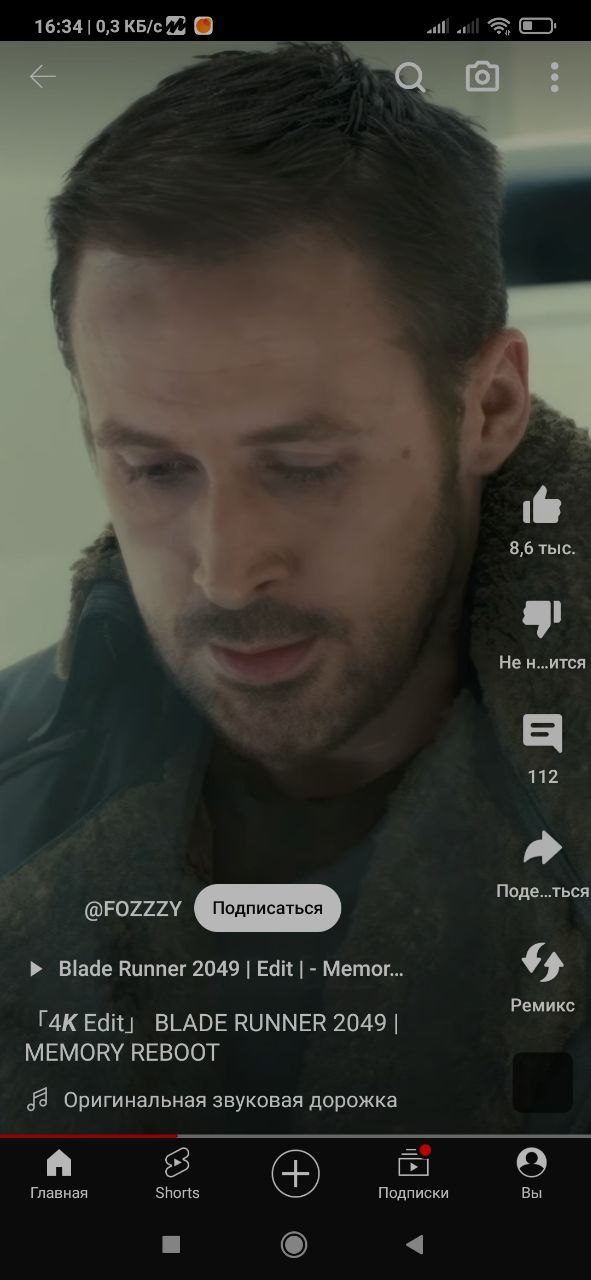 16:34 | 0,3 КБ/с
8,6 тыс.
Не н...ится
112
Поде...ться
Ремикс
@FOZZZY
Подписаться
Blade Runner 2049 | Edit | - Memor...
「4𝙆 Edit」 BLADE RUNNER 2049 |
MEMORY REBOOT
Оригинальная звуковая дорожка
Главная
Shorts
Подписки
Вы